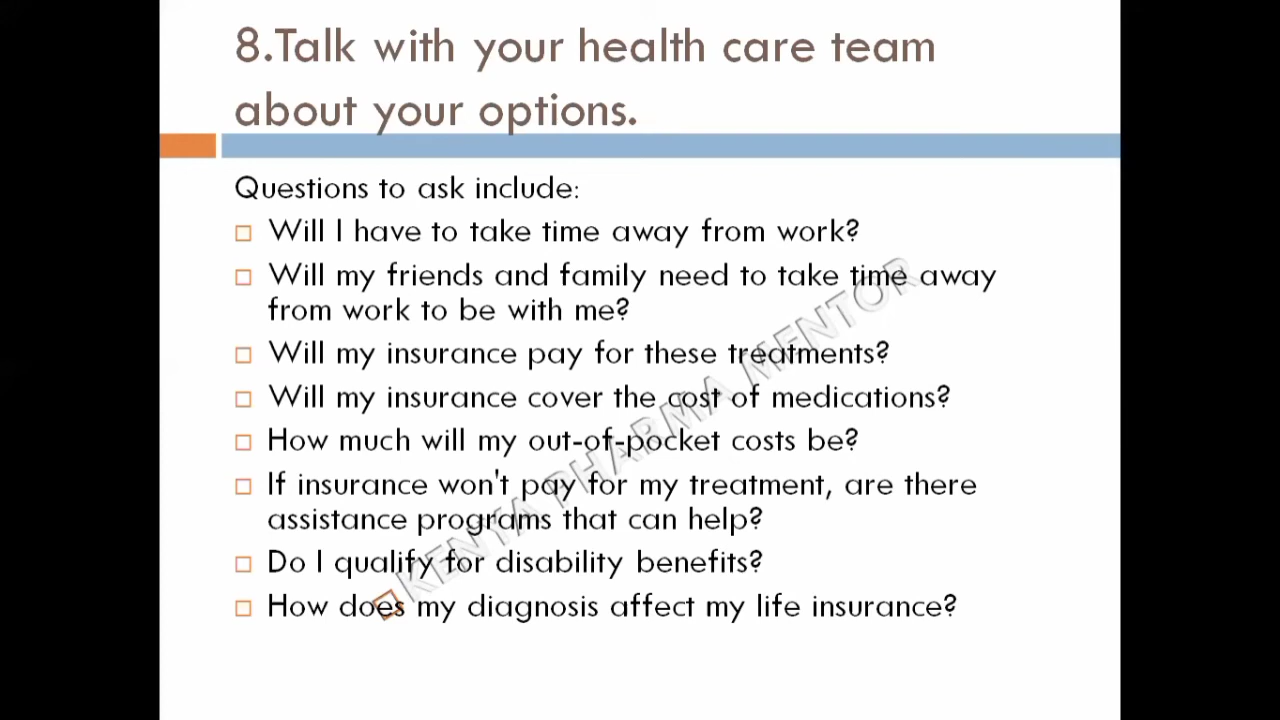 8.Talk with your health care team
about your options.
Questions to ask include:
Will I have to take time away from work?
Will my friends and family need to take time away
from work to be with me?
Will my insurance pay for these treatments?
Will my insurance cover the cost of medications?
How much will my out-of-pocket costs be?
If insurance won't pay for my treatment, are there
assistance programs that can help?
Do I qualify for disability benefits?
How does my diagnosis affect my life insurance?
KENYA PHARMA MENTOR